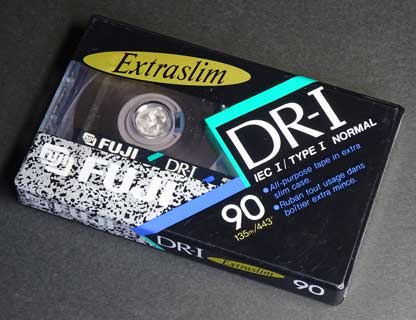 Extraslim
DR-I
IEC I/TYPE I NORMAL
FUJI
DR-I
FUJI
90
135m/443'
• All-purpose tape in extra
slim case.
• Ruban tout usage dans
boîtier extra mince.
DR-I
Extraslim
90